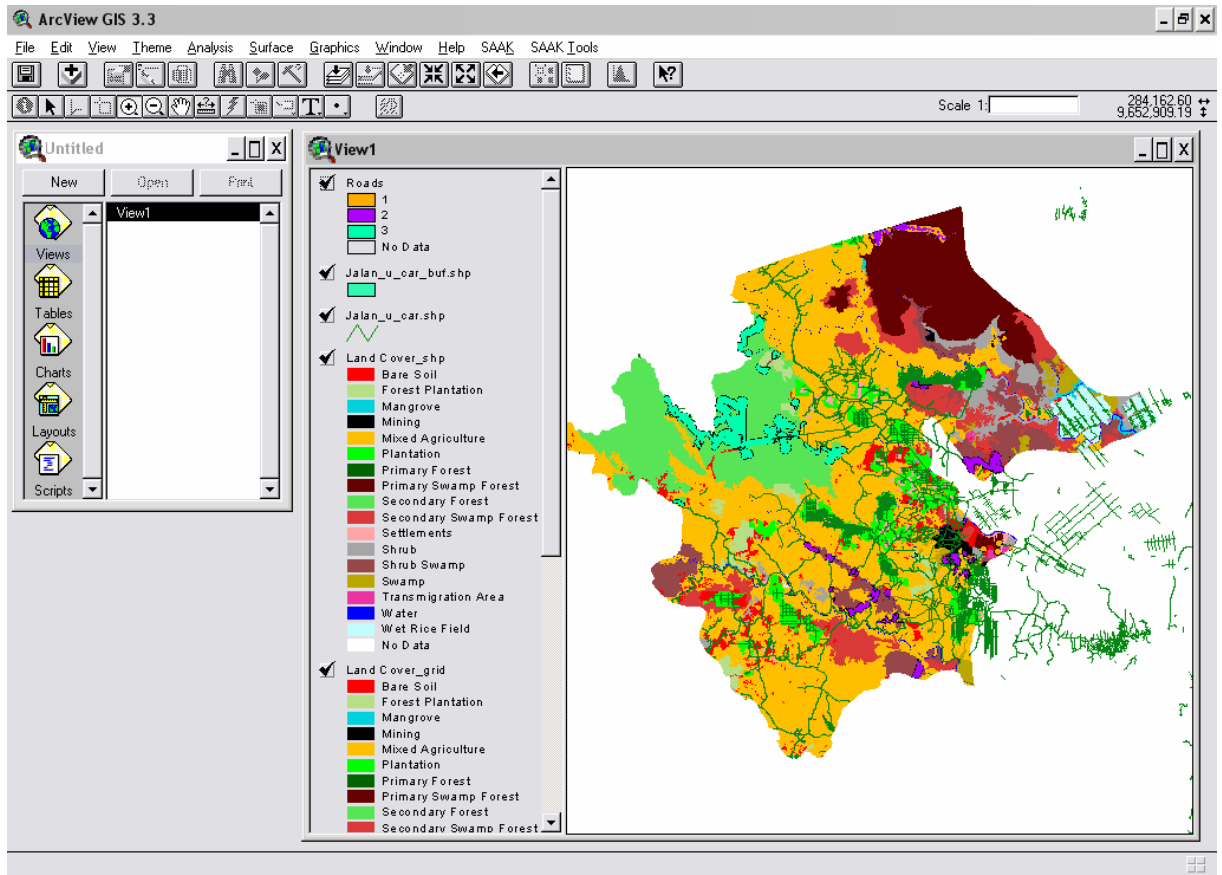 ArcView GIS 3.3
File Edit View Theme Analysis Surface Graphics Window Help SAAK SAAK Tools
Scale 1:
284,162.60
9,652,909.19
Untitled
New Open Print
View1
Views
Tables
Charts
Layouts
Scripts
View1
Roads
1
2
3
No Data
Jalan_u_car_buf.shp
Jalan_u_car.shp
Land Cover_shp
Bare Soil
Forest Plantation
Mangrove
Mining
Mixed Agriculture
Plantation
Primary Forest
Primary Swamp Forest
Secondary Forest
Secondary Swamp Forest
Settlements
Shrub
Shrub Swamp
Swamp
Transmigration Area
Water
Wet Rice Field
No Data
Land Cover_grid
Bare Soil
Forest Plantation
Mangrove
Mining
Mixed Agriculture
Plantation
Primary Forest
Primary Swamp Forest
Secondary Forest
Secondary Swamp Forest